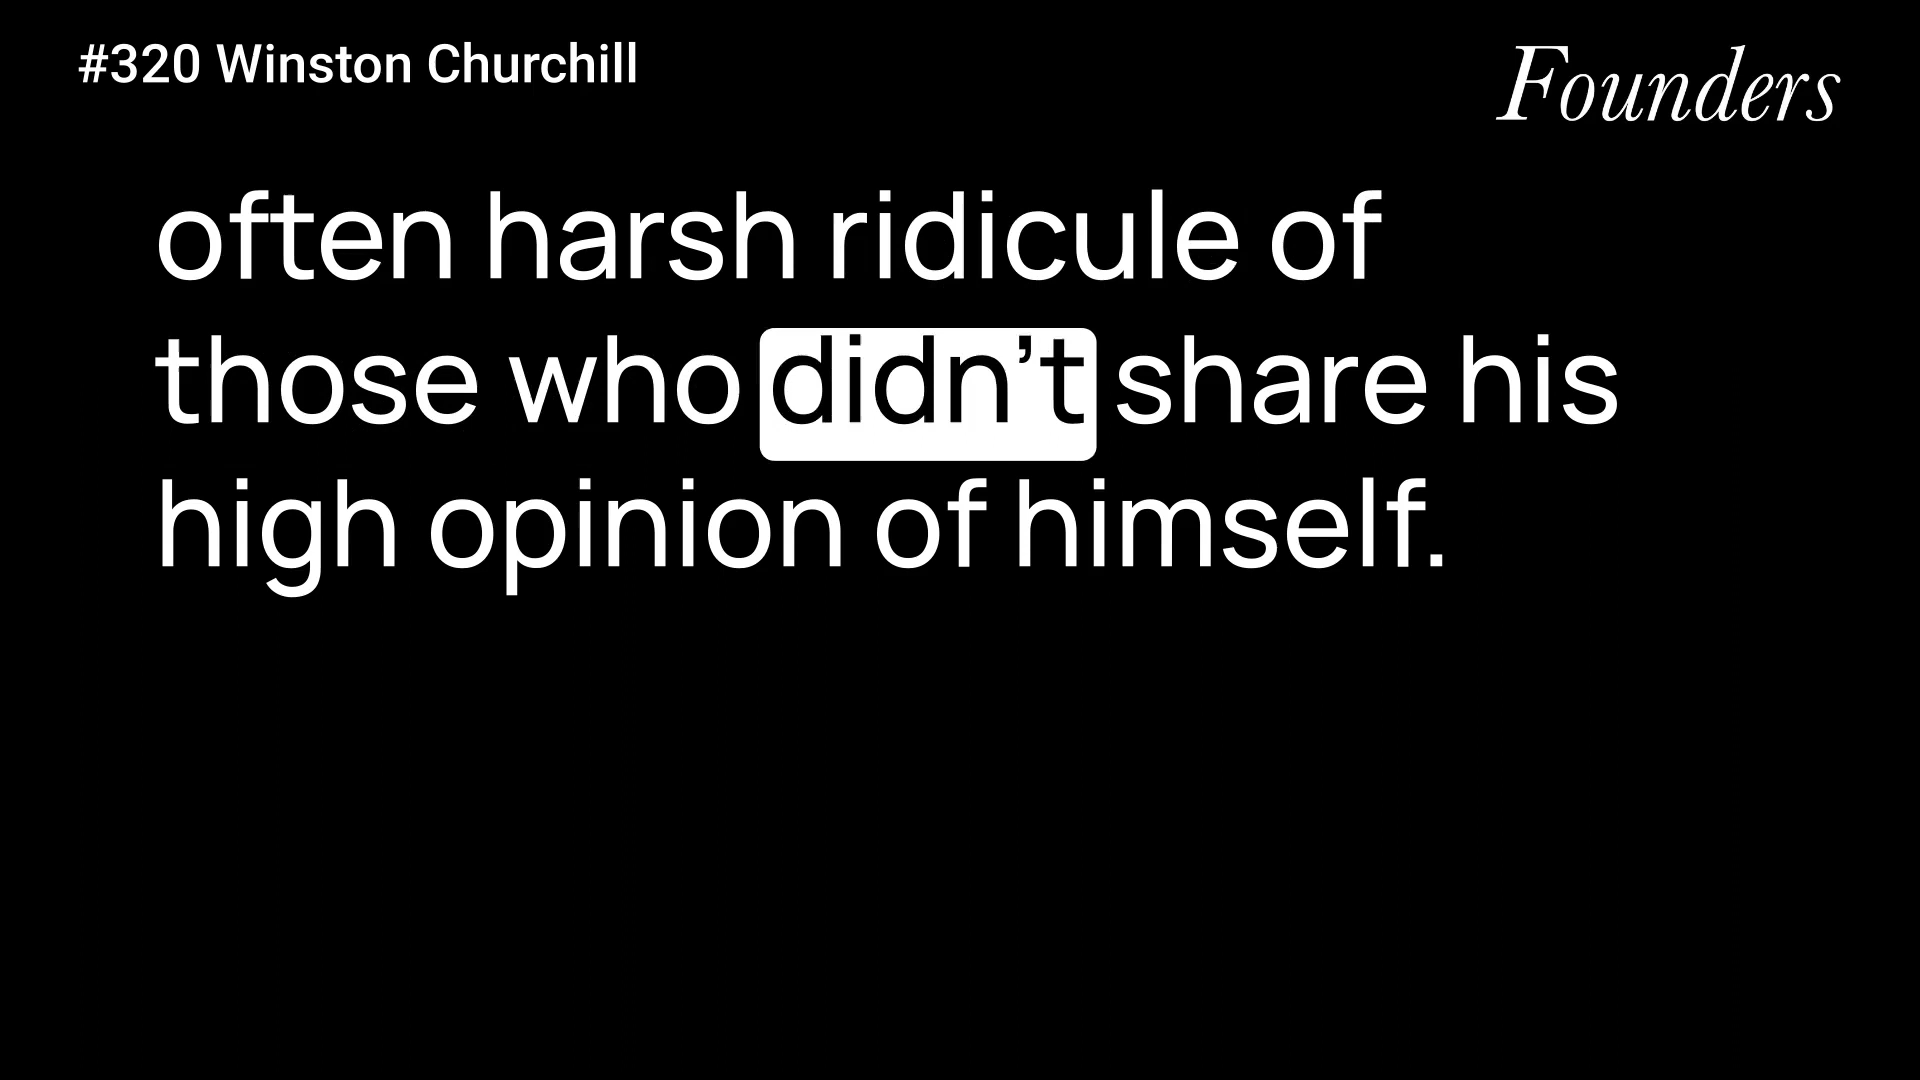 #320 Winston Churchill
Founders
often harsh ridicule of
those who didn’t share his
high opinion of himself.